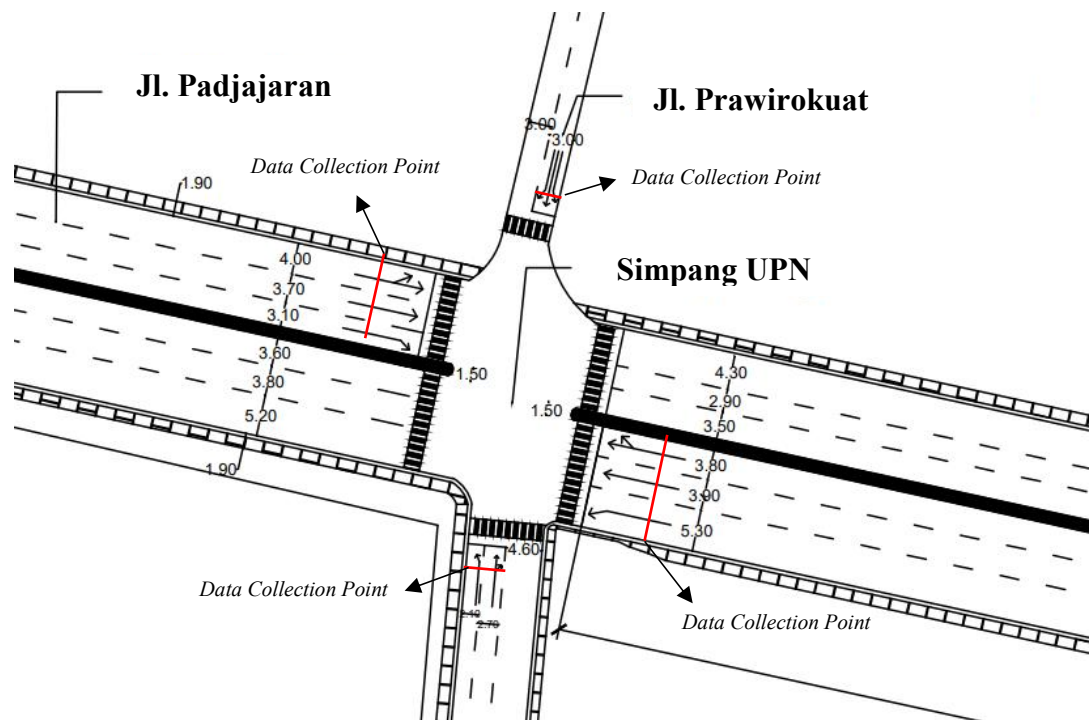 Jl. Padjajaran
Jl. Prawirokuat
3.00
3.00
Data Collection Point
Data Collection Point
1.90
4.00
3.70
3.10
Simpang UPN
3.60
3.80
5.20
1.90
1.50
1.50
4.30
2.90
3.50
3.80
3.90
5.30
4.60
Data Collection Point
2.70
Data Collection Point